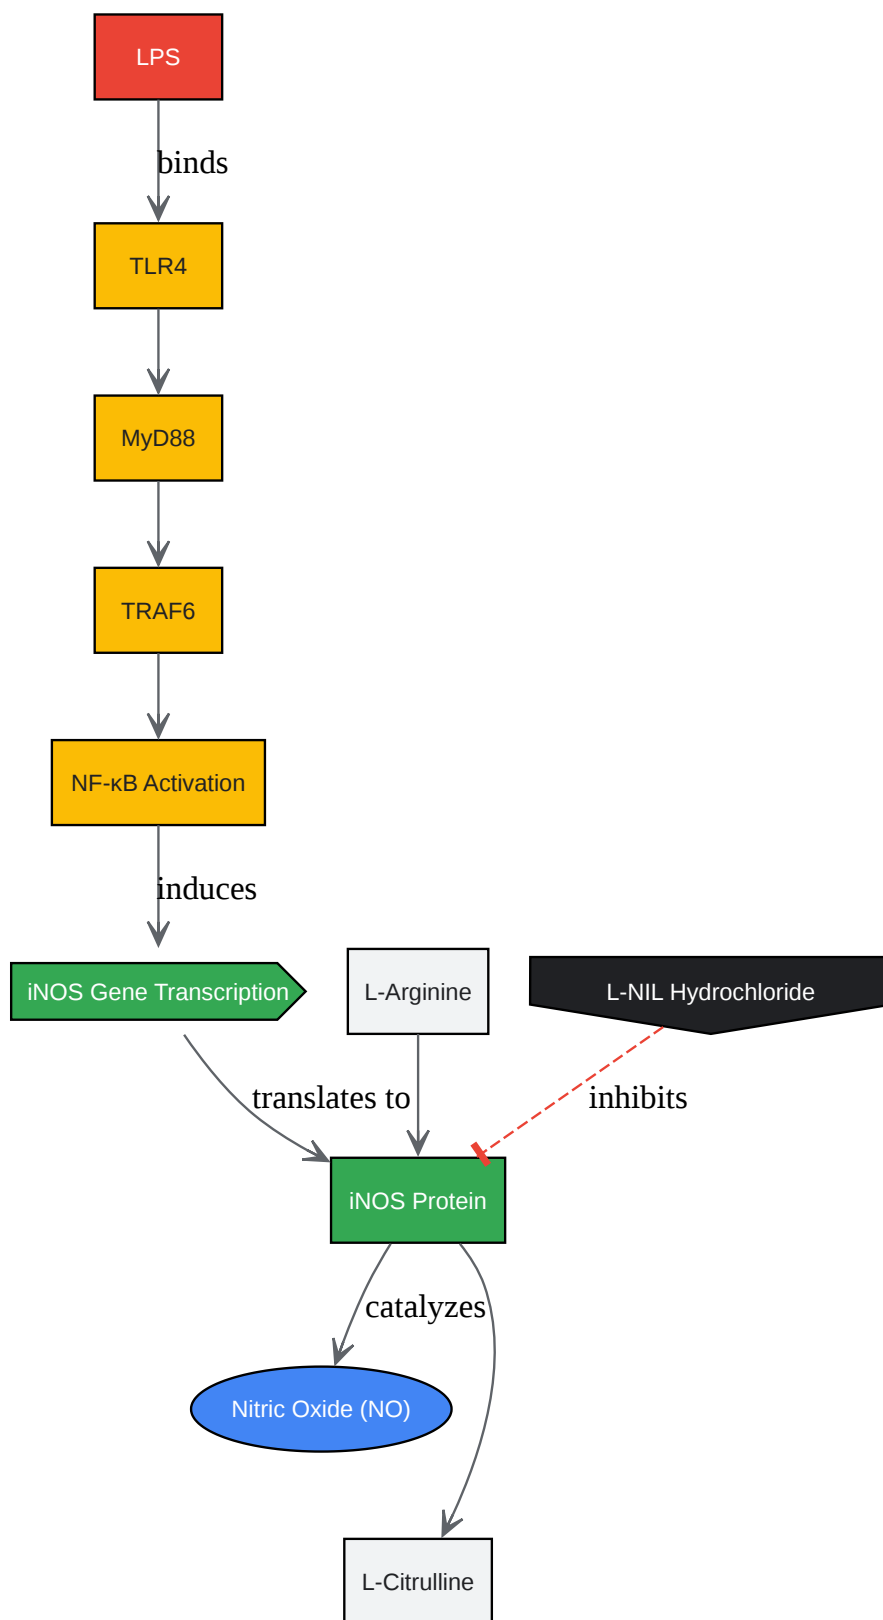 LPS
binds
TLR4
MyD88
TRAF6
NF-κB Activation
induces
iNOS Gene Transcription
L-Arginine
L-NIL Hydrochloride
translates to
inhibits
iNOS Protein
catalyzes
Nitric Oxide (NO)
L-Citrulline